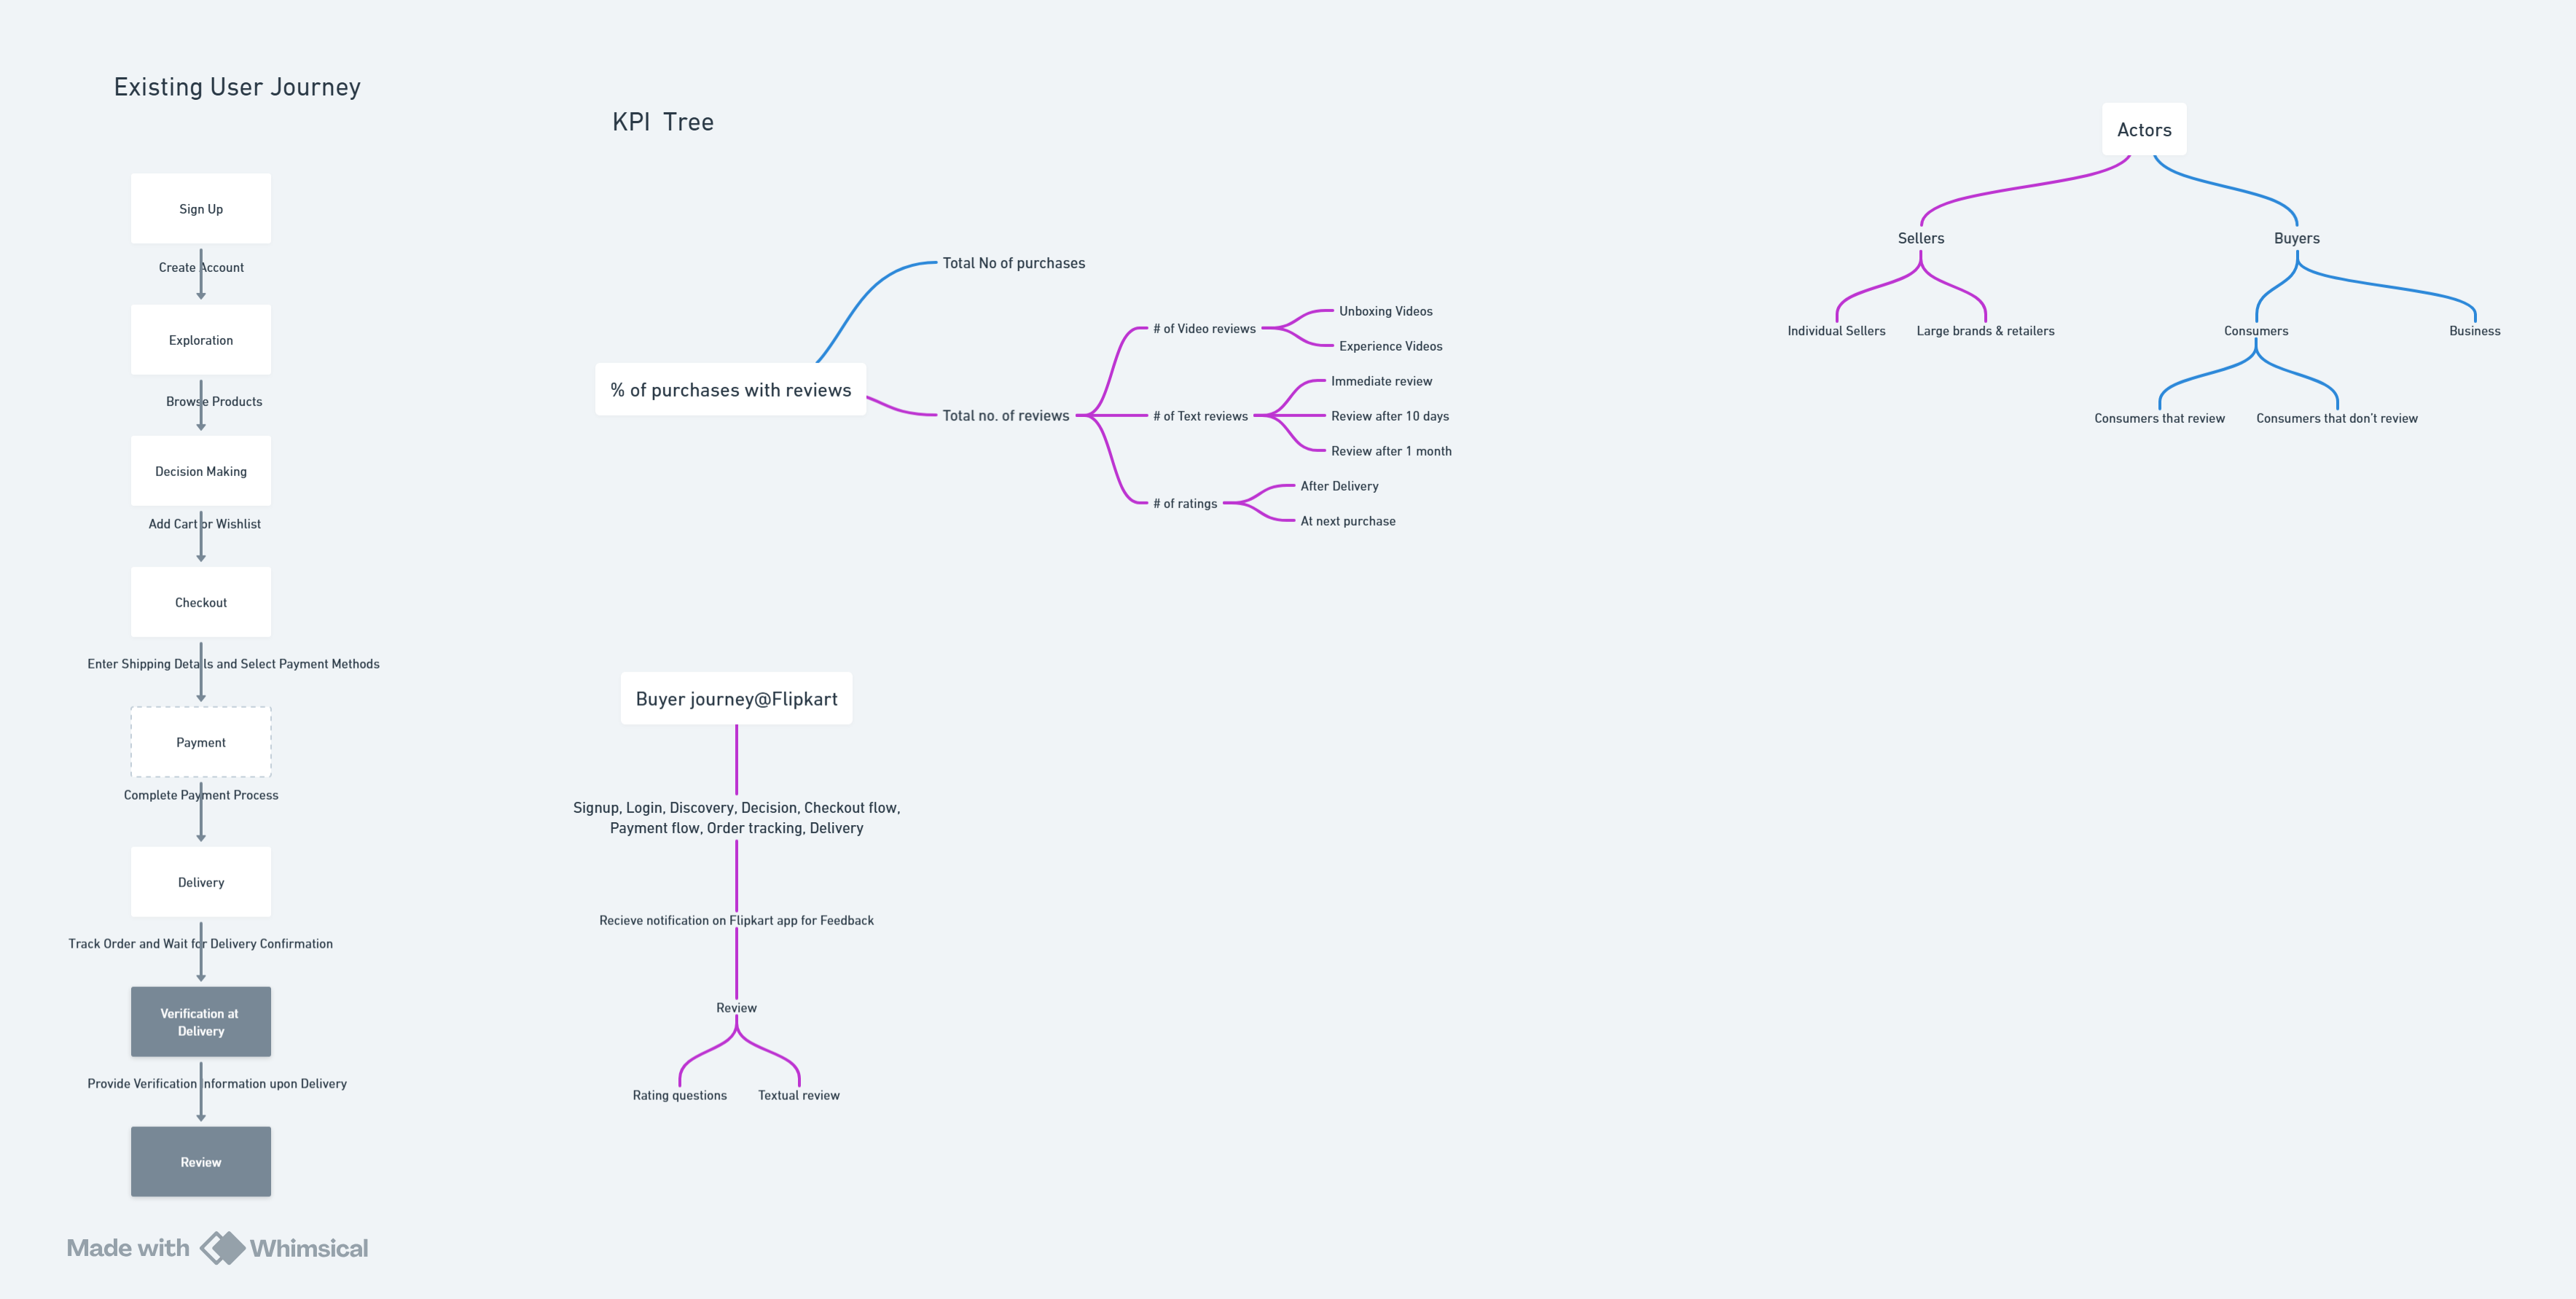 Existing User Journey
Sign Up
Create Account
Exploration
Browse Products
Decision Making
Add Cart or Wishlist
Checkout
Enter Shipping Details and Select Payment Methods
Payment
Complete Payment Process
Delivery
Track Order and Wait for Delivery Confirmation
Verification at
Delivery
Provide Verification Information upon Delivery
Review
Made with Whimsical
KPI Tree
% of purchases with reviews
Total No of purchases
Total no. of reviews
# of Video reviews
Unboxing Videos
Experience Videos
# of Text reviews
Immediate review
Review after 10 days
Review after 1 month
# of ratings
After Delivery
At next purchase
Buyer journey@Flipkart
Signup, Login, Discovery, Decision, Checkout flow,
Payment flow, Order tracking, Delivery
Recieve notification on Flipkart app for Feedback
Review
Rating questions
Textual review
Actors
Sellers
Individual Sellers
Large brands & retailers
Buyers
Consumers
Business
Consumers that review
Consumers that don't review